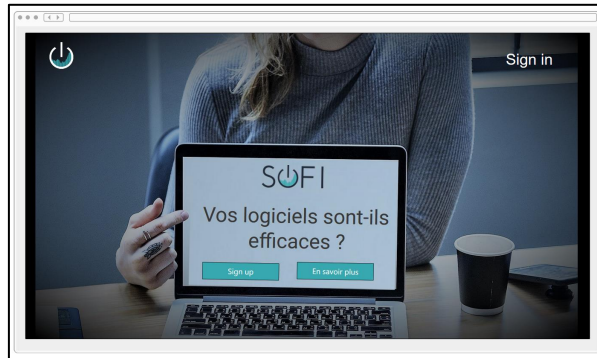 Sign in
SOFI
Vos logiciels sont-ils
efficaces ?
Sign up
En savoir plus